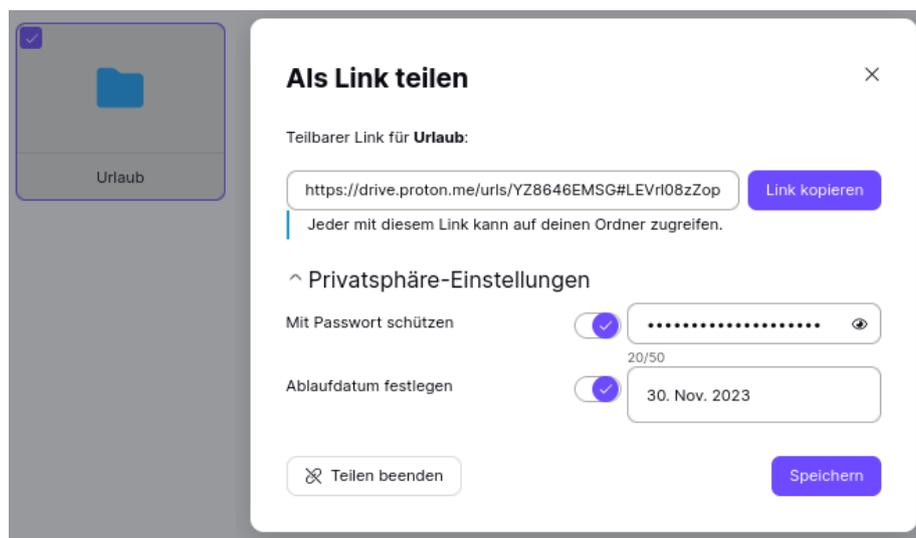 Urlaub
Als Link teilen
Teilbarer Link für Urlaub:
https://drive.proton.me/urls/YZ8646EMSG#LEVrI08zZop
Link kopieren
Jeder mit diesem Link kann auf deinen Ordner zugreifen.
Privatsphäre-Einstellungen
Mit Passwort schützen
••••••••••••••••••••
20/50
Ablaufdatum festlegen
30. Nov. 2023
Teilen beenden
Speichern